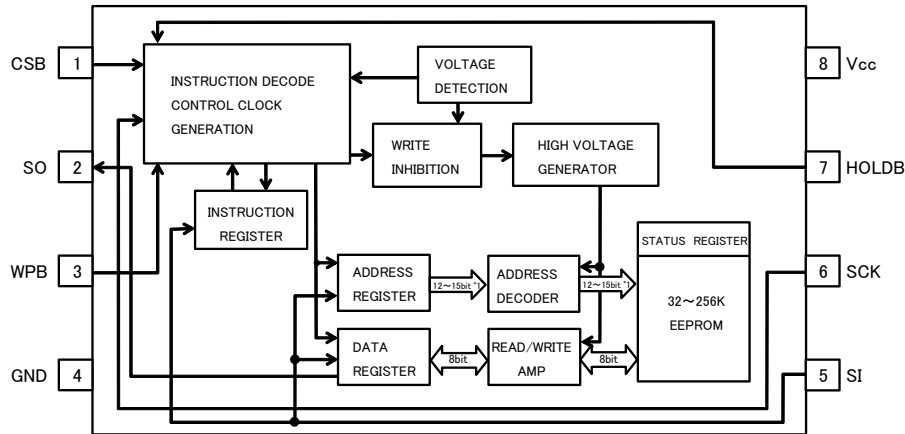 CSB 1
INSTRUCTION DECODE
CONTROL CLOCK
GENERATION
VOLTAGE
DETECTION
8 Vcc
SO 2
WRITE
INHIBITION
HIGH VOLTAGE
GENERATOR
7 HOLDB
INSTRUCTION
REGISTER
STATUS REGISTER
WPB 3
ADDRESS
REGISTER
12～15bit *1
ADDRESS
DECODER
12～15bit *1
32～256K
EEPROM
6 SCK
GND 4
DATA
REGISTER
8bit
READ/WRITE
AMP
8bit
5 SI